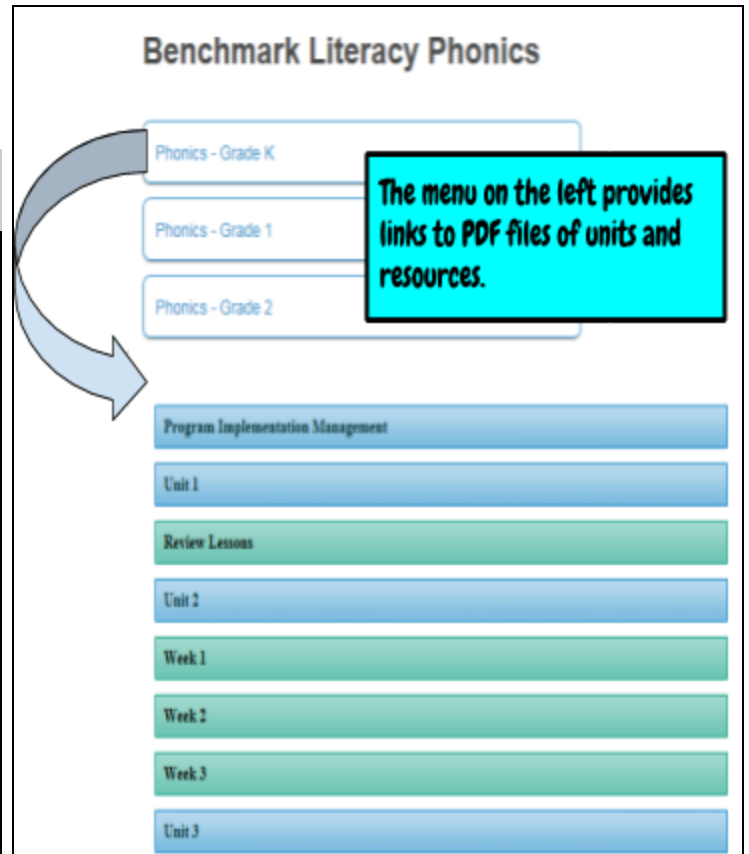 Benchmark Literacy Phonics
Phonics - Grade K
The menu on the left provides
links to PDF files of units and
resources.
Phonics - Grade 1
Phonics - Grade 2
Program Implementation Management
Unit 1
Review Lessons
Unit 2
Week 1
Week 2
Week 3
Unit 3